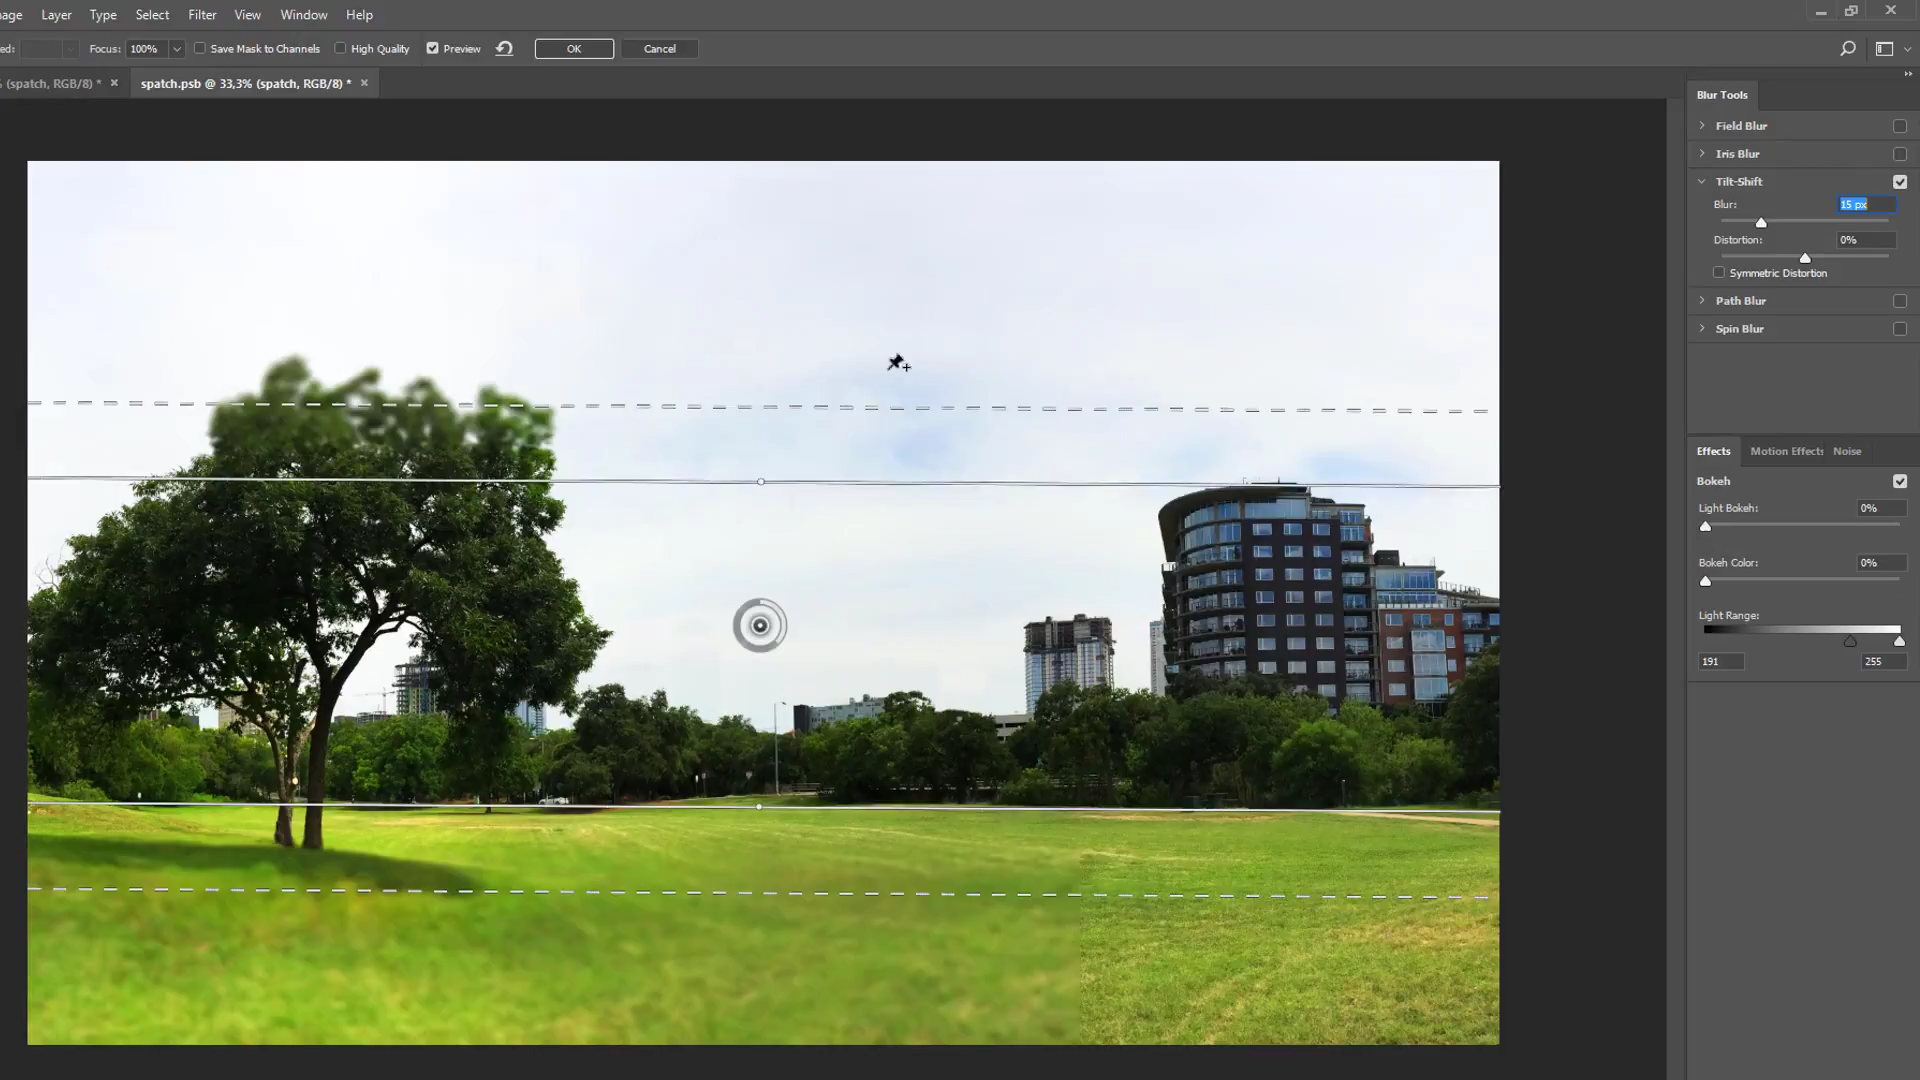 Layer Type Select Filter View Window Help
Focus: 100% Save Mask to Channels High Quality Preview OK Cancel
(spatch, RGB/8) * × spatch.psb @ 33,3% (spatch, RGB/8) * ×
Blur Tools
Field Blur
Iris Blur
Tilt-Shift
Blur: 15 px
Distortion: 0%
Symmetric Distortion
Path Blur
Spin Blur
Effects Motion Effects Noise
Bokeh
Light Bokeh: 0%
Bokeh Color: 0%
Light Range:
191 255